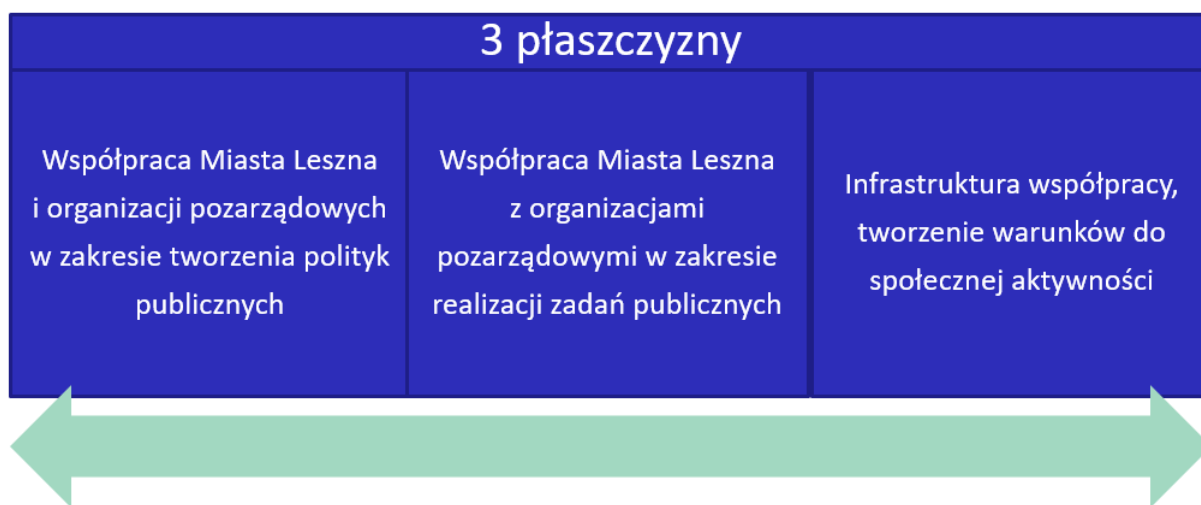 3 płaszczyzny
Współpraca Miasta Leszna
i organizacji pozarządowych
w zakresie tworzenia polityk
publicznych
Współpraca Miasta Leszna
z organizacjami
pozarządowymi w zakresie
realizacji zadań publicznych
Infrastruktura współpracy,
tworzenie warunków do
społecznej aktywności